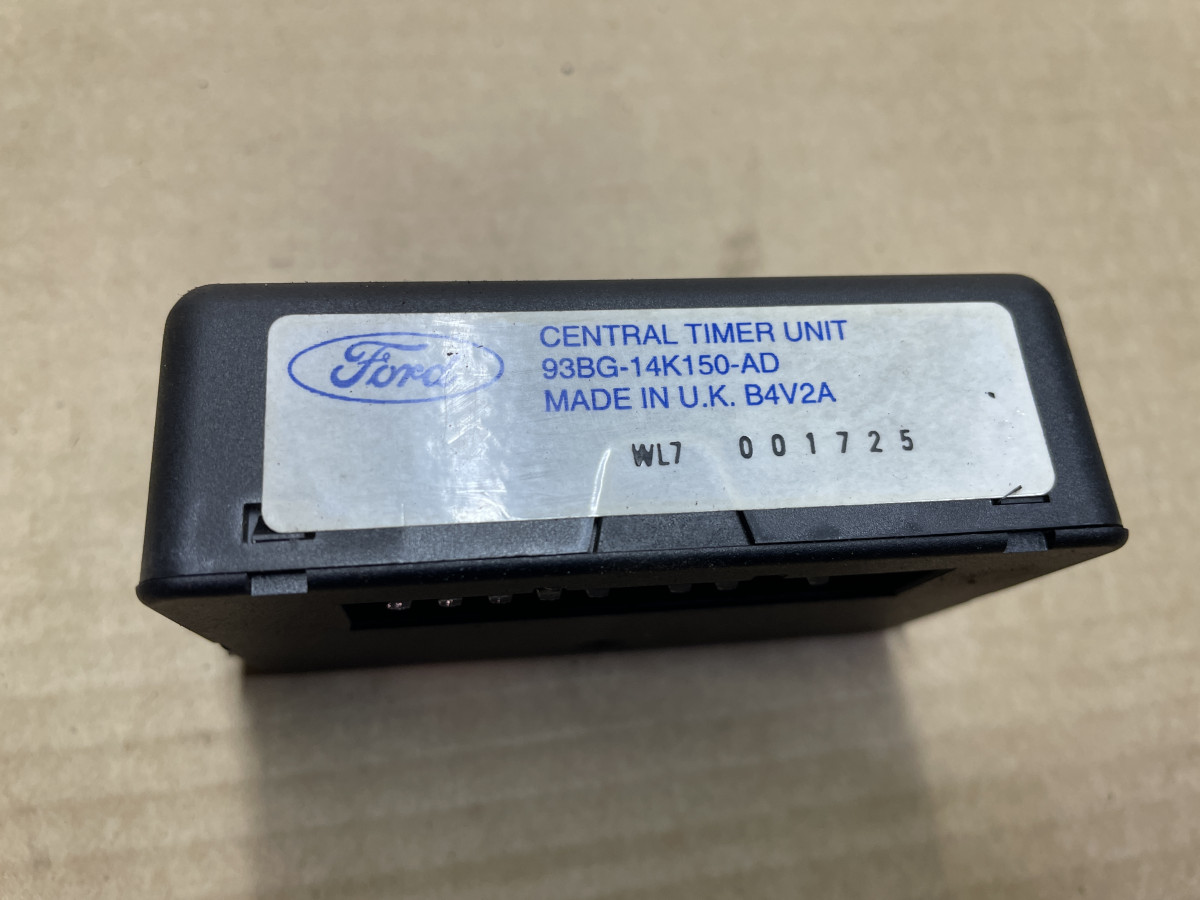 Ford
CENTRAL TIMER UNIT
93BG-14K150-AD
MADE IN U.K. B4V2A
WL7 001725